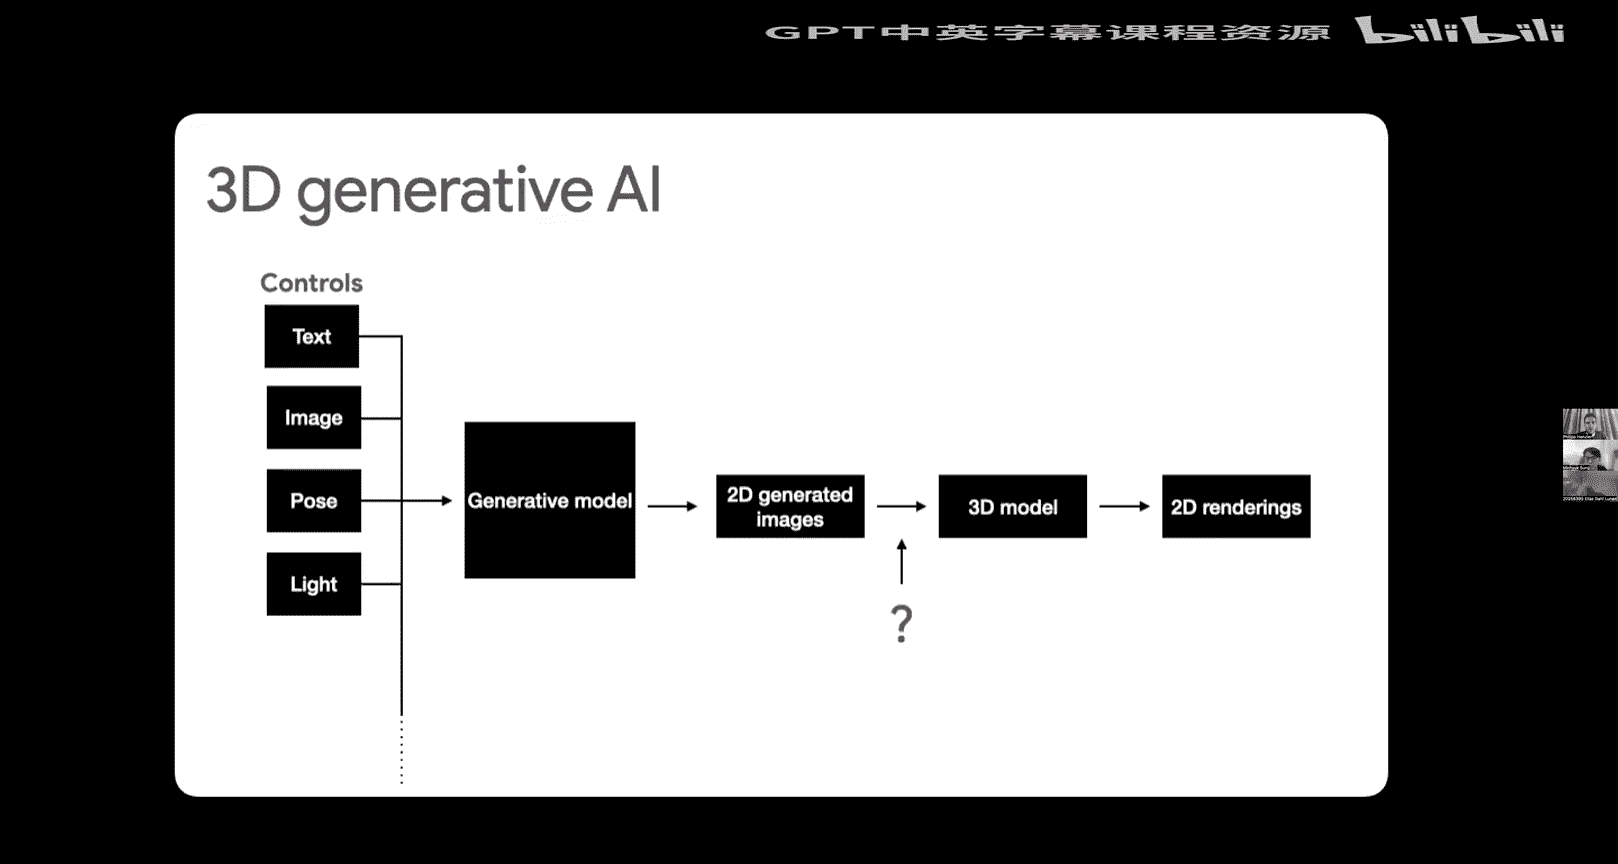 GPT中英字幕课程资源 bilibili
3D generative AI
Controls
Text
Image
Pose
Light
Generative model
2D generated
images
3D model
2D renderings
?